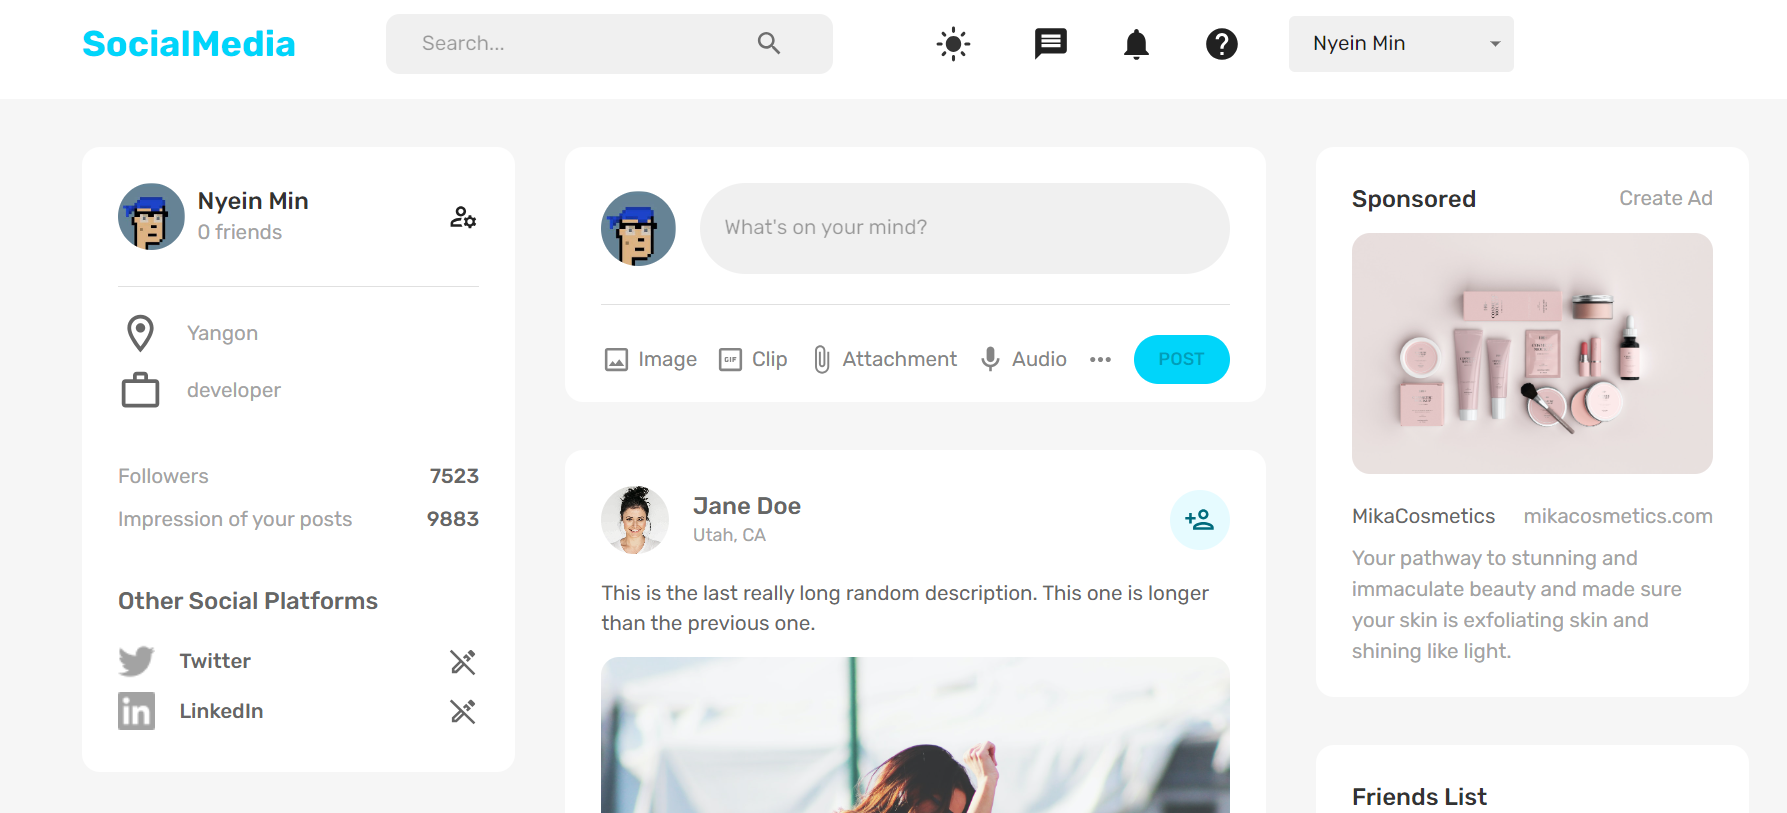 SocialMedia
Search...
Nyein Min
Nyein Min
0 friends
Yangon
developer
Followers 7523
Impression of your posts 9883
Other Social Platforms
Twitter
in LinkedIn
What's on your mind?
Image GIF Clip Attachment Audio POST
Jane Doe
Utah, CA
This is the last really long random description. This one is longer
than the previous one.
Sponsored Create Ad
MikaCosmetics mikacosmetics.com
Your pathway to stunning and
immaculate beauty and made sure
your skin is exfoliating skin and
shining like light.
Friends List